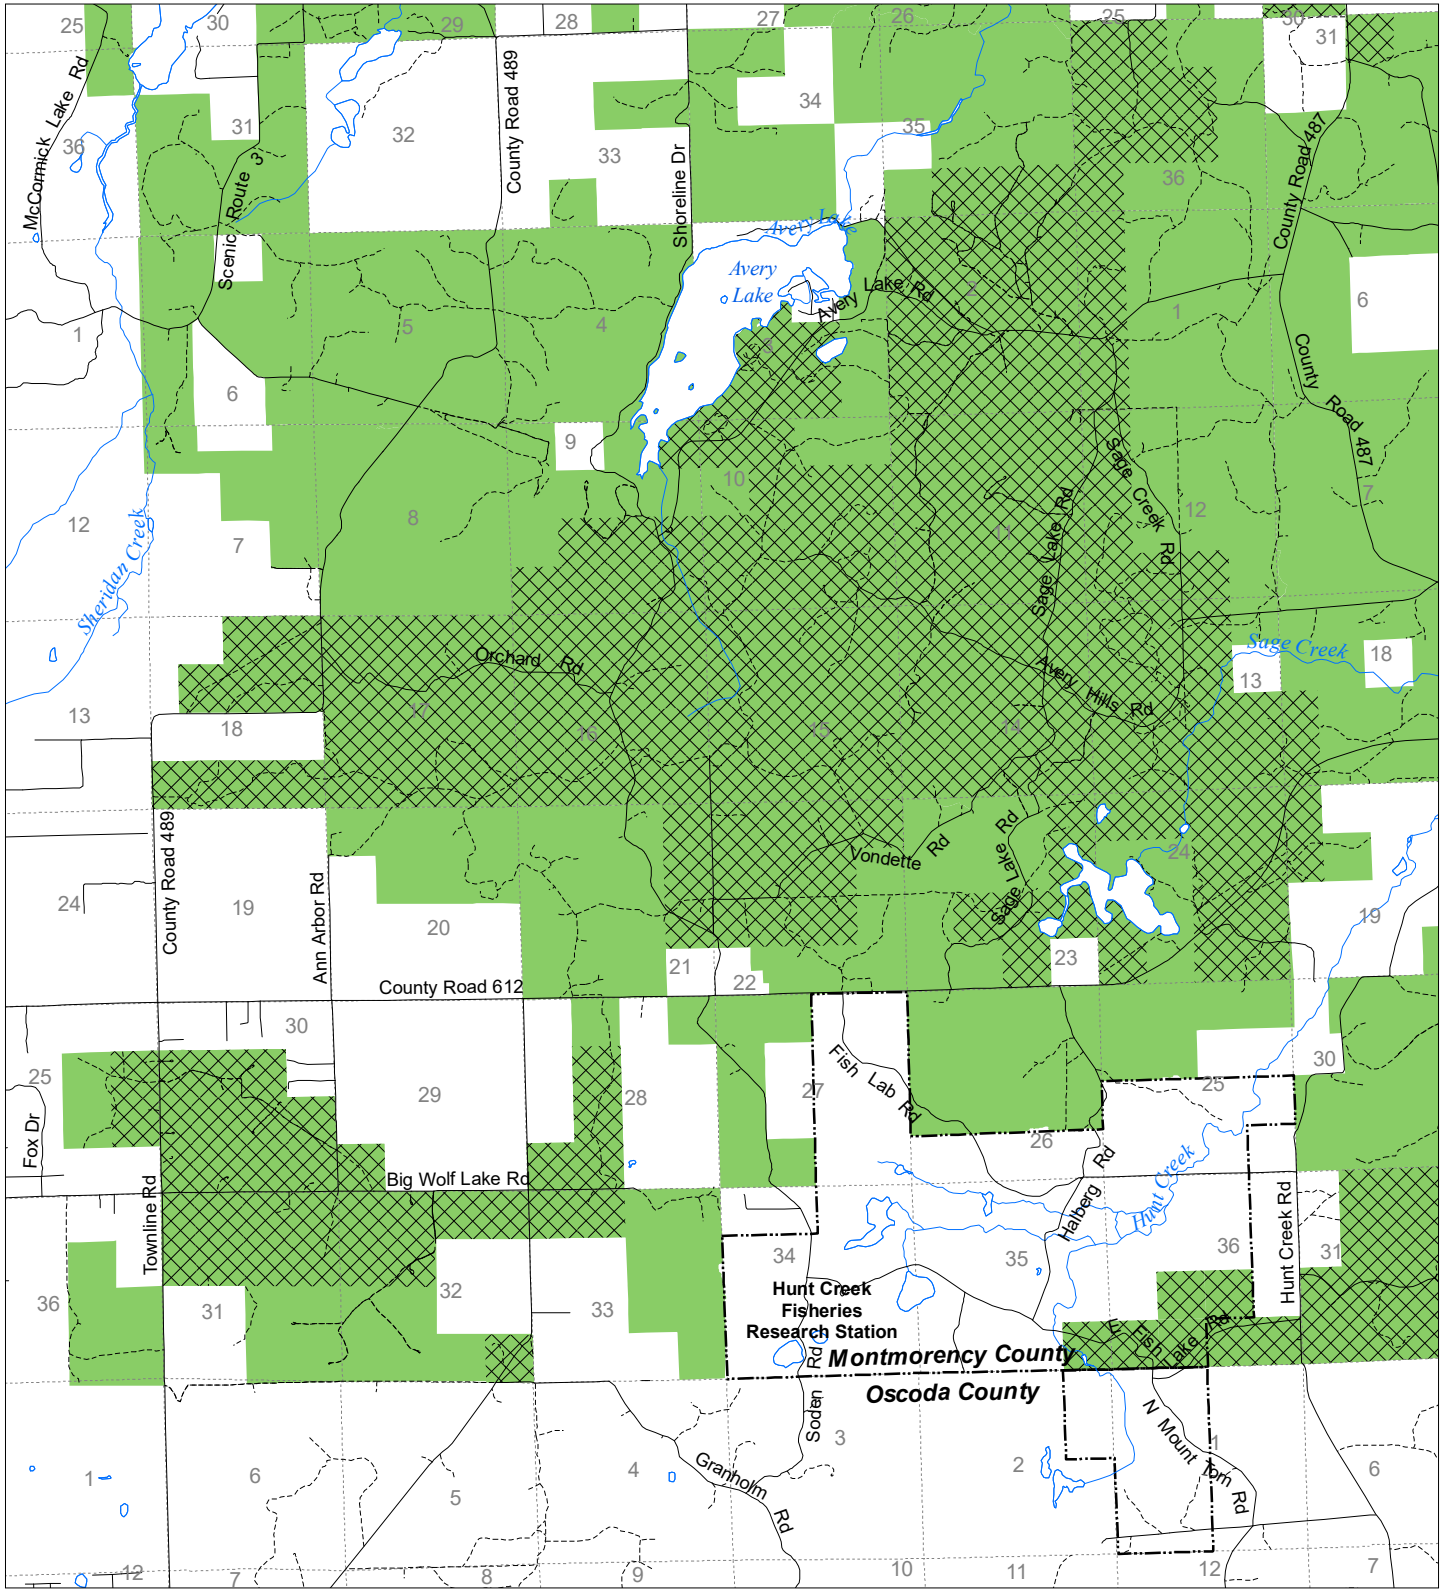 25
30
29
28
27
26
25
30
31
McCormick Lake Rd
36
31
32
County Road 489
33
34
35
36
County Road 487
Scenic Route 3
Shoreline Dr
Avery Lake
Avery
Lake
Avery Lake Rd
1
6
5
4
3
2
1
6
County Road 487
9
10
11
12
7
8
7
12
Sheridan Creek
Sage Lake Rd
Sage Creek Rd
Sage Creek
18
13
Orchard Rd
Avery Hills Rd
13
18
17
16
15
14
County Road 489
Ann Arbor Rd
Vondette Rd
Sage Lake Rd
24
24
19
20
19
21
22
23
County Road 612
30
25
29
28
27
Fish Lab Rd
26
25
30
Fox Dr
Big Wolf Lake Rd
Townline Rd
Halberg Rd
Hunt Creek
Hunt Creek Rd
36
31
32
33
34
35
36
31
Hunt Creek
Fisheries
Research Station
E Fish Lake Rd
Montmorency County
Oscoda County
Soden Rd
N Mount Tom Rd
1
6
5
4
3
2
1
6
Granholm Rd
12
7
8
9
10
11
12
7